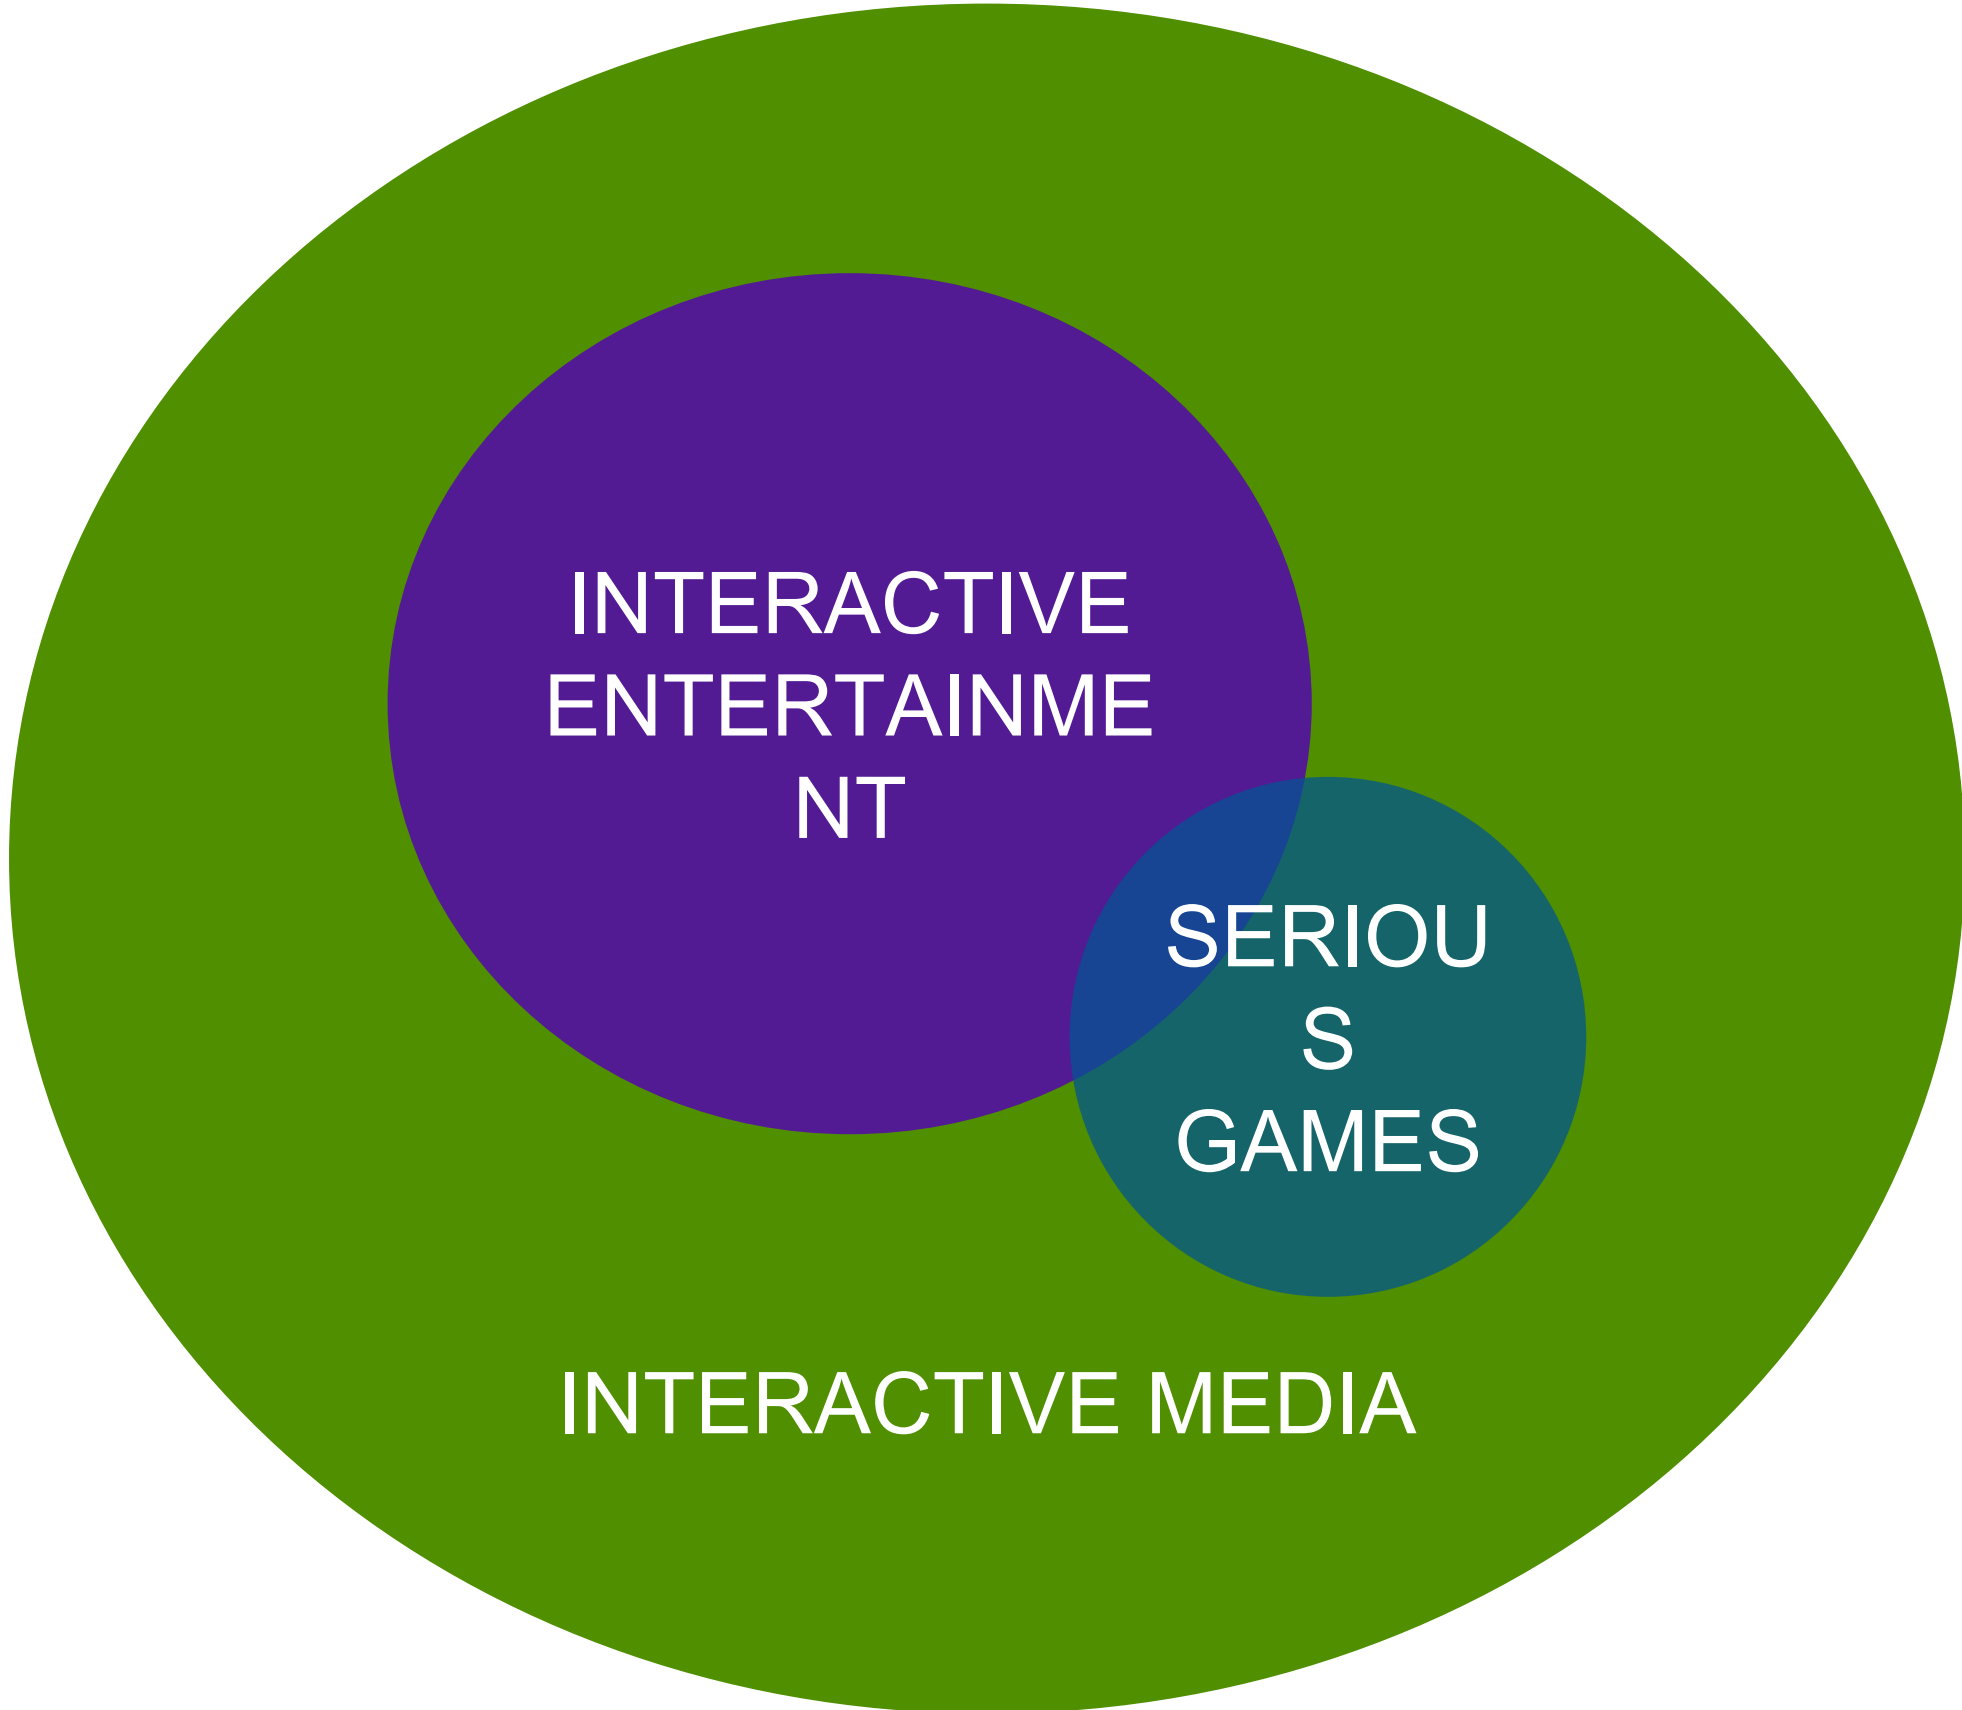 INTERACTIVE
ENTERTAINME
NT
SERIOU
S
GAMES
INTERACTIVE MEDIA